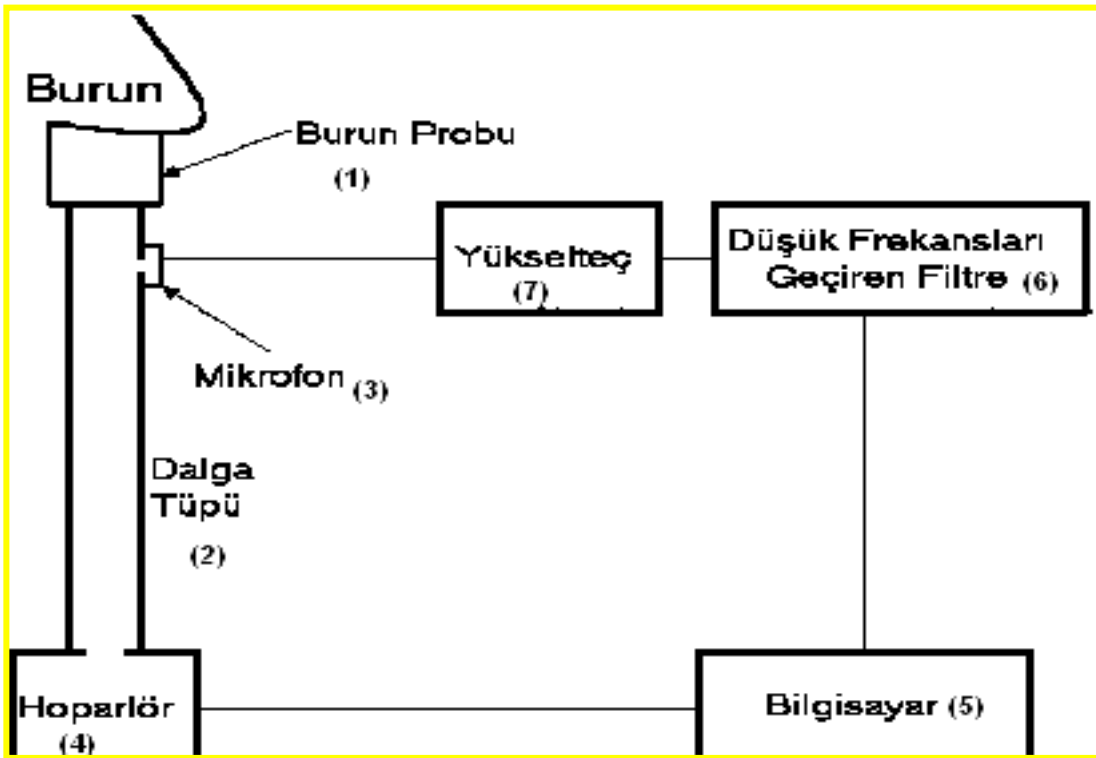 Burun
Burun Probu
(1)
Yükselteç
(7)
Düşük Frekansları
Geçiren Filtre (6)
Mikrofon (3)
Dalga
Tüpü
(2)
Hoparlör
(4)
Bilgisayar (5)